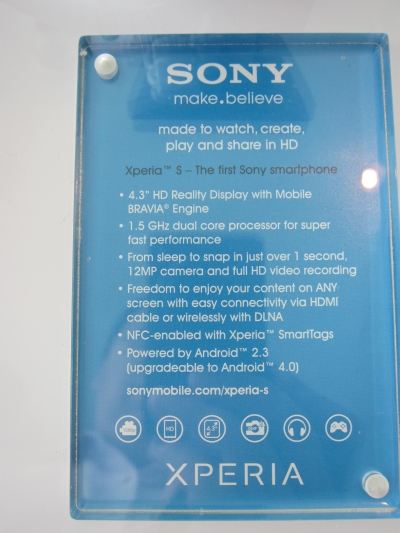 SONY
make.believe
made to watch, create,
play and share in HD
Xperia™ S – The first Sony smartphone
• 4.3" HD Reality Display with Mobile
BRAVIA® Engine
• 1.5 GHz dual core processor for super
fast performance
• From sleep to snap in just over 1 second,
12MP camera and full HD video recording
• Freedom to enjoy your content on ANY
screen with easy connectivity via HDMI
cable or wirelessly with DLNA
• NFC-enabled with Xperia™ SmartTags
• Powered by Android™ 2.3
(upgradeable to Android™ 4.0)
sonymobile.com/xperia-s
HD
XPERIA